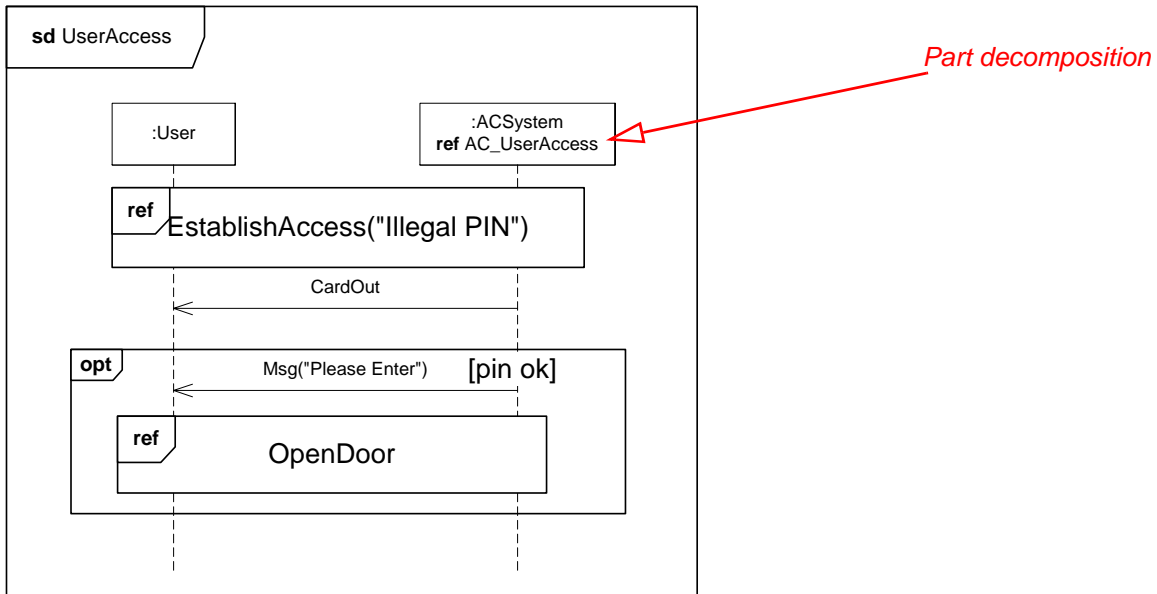 sd UserAccess
Part decomposition
:User
:ACSystem
ref AC_UserAccess
ref
EstablishAccess("Illegal PIN")
CardOut
opt
Msg("Please Enter")
[pin ok]
ref
OpenDoor